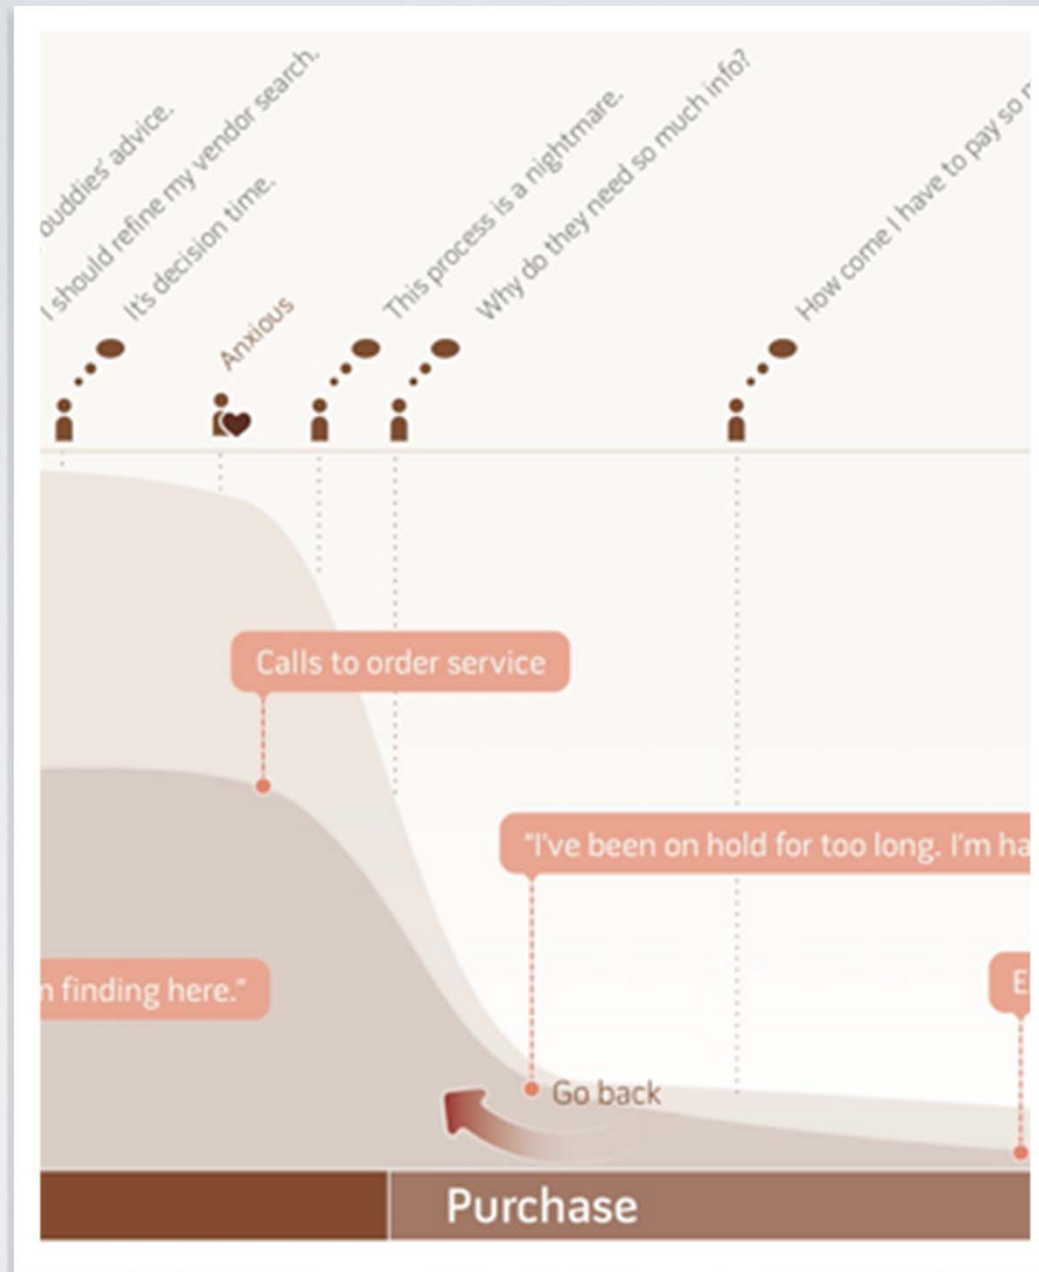 buddies' advice.
I should refine my vendor search.
It's decision time.
Anxious
This process is a nightmare.
Why do they need so much info?
How come I have to pay so
Calls to order service
"I've been on hold for too long. I'm ha
n finding here."
E
Go back
Purchase